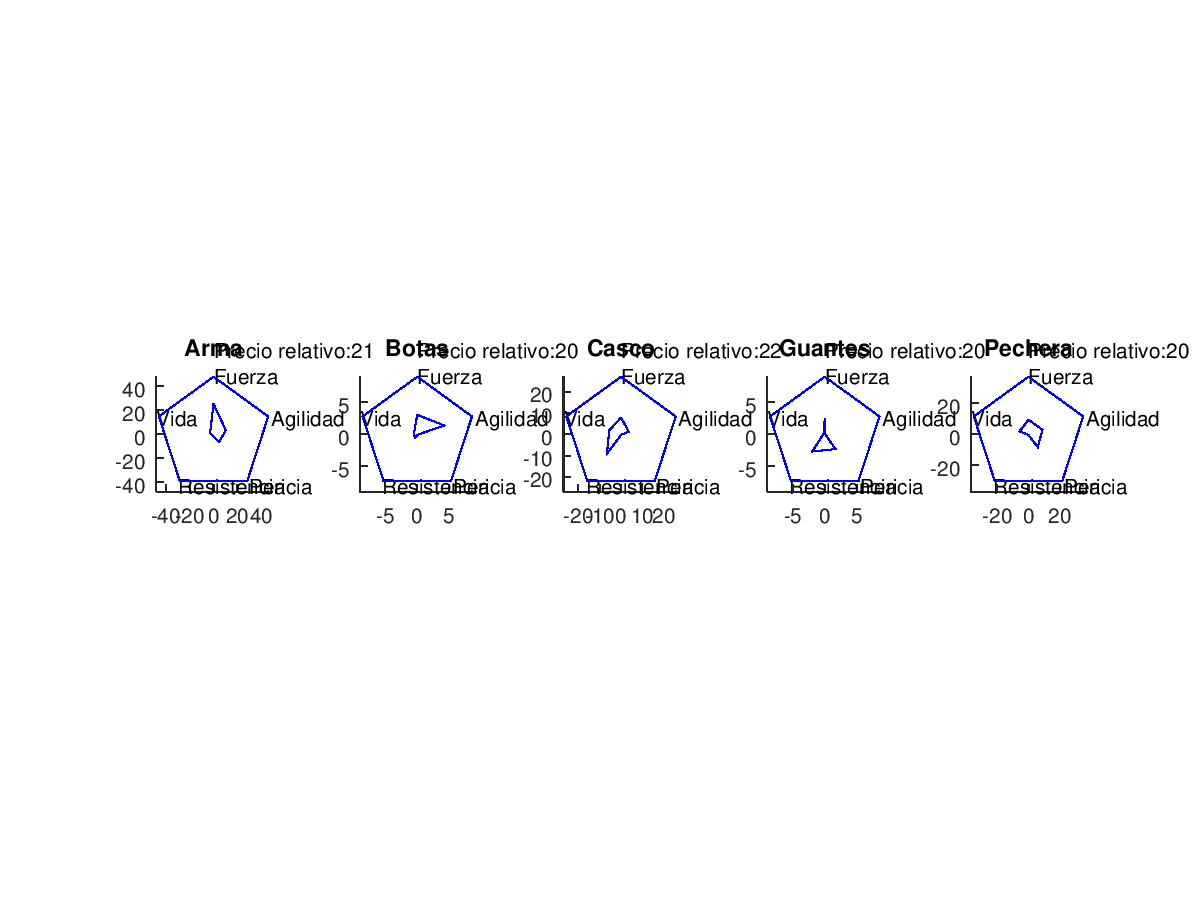 Arma
Precio relativo:21
Fuerza
Agilidad
Pericia
Resistencia
Vida
40
20
0
-20
-40
-40
-20
0
20
40
Botas
Precio relativo:20
Fuerza
Agilidad
Pericia
Resistencia
Vida
5
0
-5
-5
0
5
Casco
Precio relativo:22
Fuerza
Agilidad
Pericia
Resistencia
Vida
20
10
0
-10
-20
-20
-10
0
10
20
Guantes
Precio relativo:20
Fuerza
Agilidad
Pericia
Resistencia
Vida
5
0
-5
-5
0
5
Pechera
Precio relativo:20
Fuerza
Agilidad
Pericia
Resistencia
Vida
20
0
-20
-20
0
20